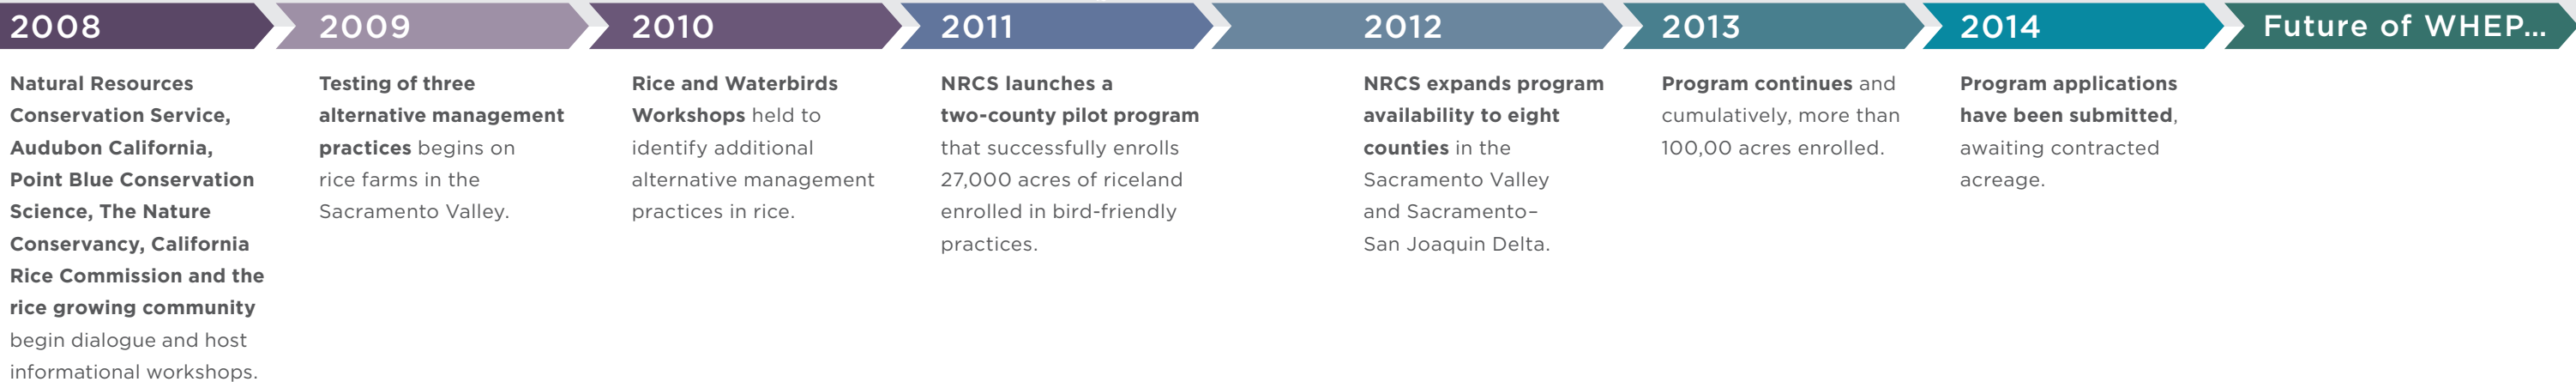 2008
Natural Resources
Conservation Service,
Audubon California,
Point Blue Conservation
Science, The Nature
Conservancy, California
Rice Commission and the
rice growing community
begin dialogue and host
informational workshops.
2009
Testing of three
alternative management
practices begins on
rice farms in the
Sacramento Valley.
2010
Rice and Waterbirds
Workshops held to
identify additional
alternative management
practices in rice.
2011
NRCS launches a
two-county pilot program
that successfully enrolls
27,000 acres of riceland
enrolled in bird-friendly
practices.
2012
NRCS expands program
availability to eight
counties in the
Sacramento Valley
and Sacramento–
San Joaquin Delta.
2013
Program continues and
cumulatively, more than
100,00 acres enrolled.
2014
Program applications
have been submitted,
awaiting contracted
acreage.
Future of WHEP...